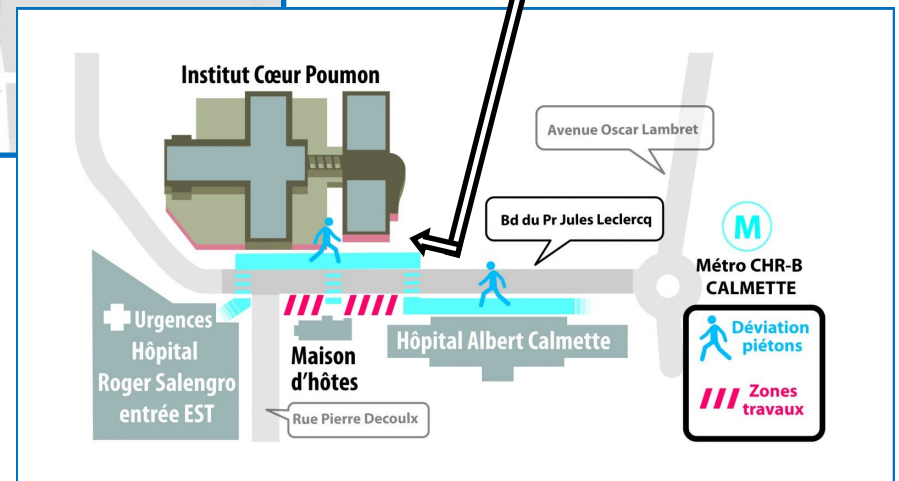 Institut Cœur Poumon
Avenue Oscar Lambret
Bd du Pr Jules Leclercq
M
Métro CHR-B
CALMETTE
Urgences
Hôpital
Roger Salengro
entrée EST
Maison
d'hôtes
Hôpital Albert Calmette
Rue Pierre Decoulx
Déviation
piétons
Zones
travaux